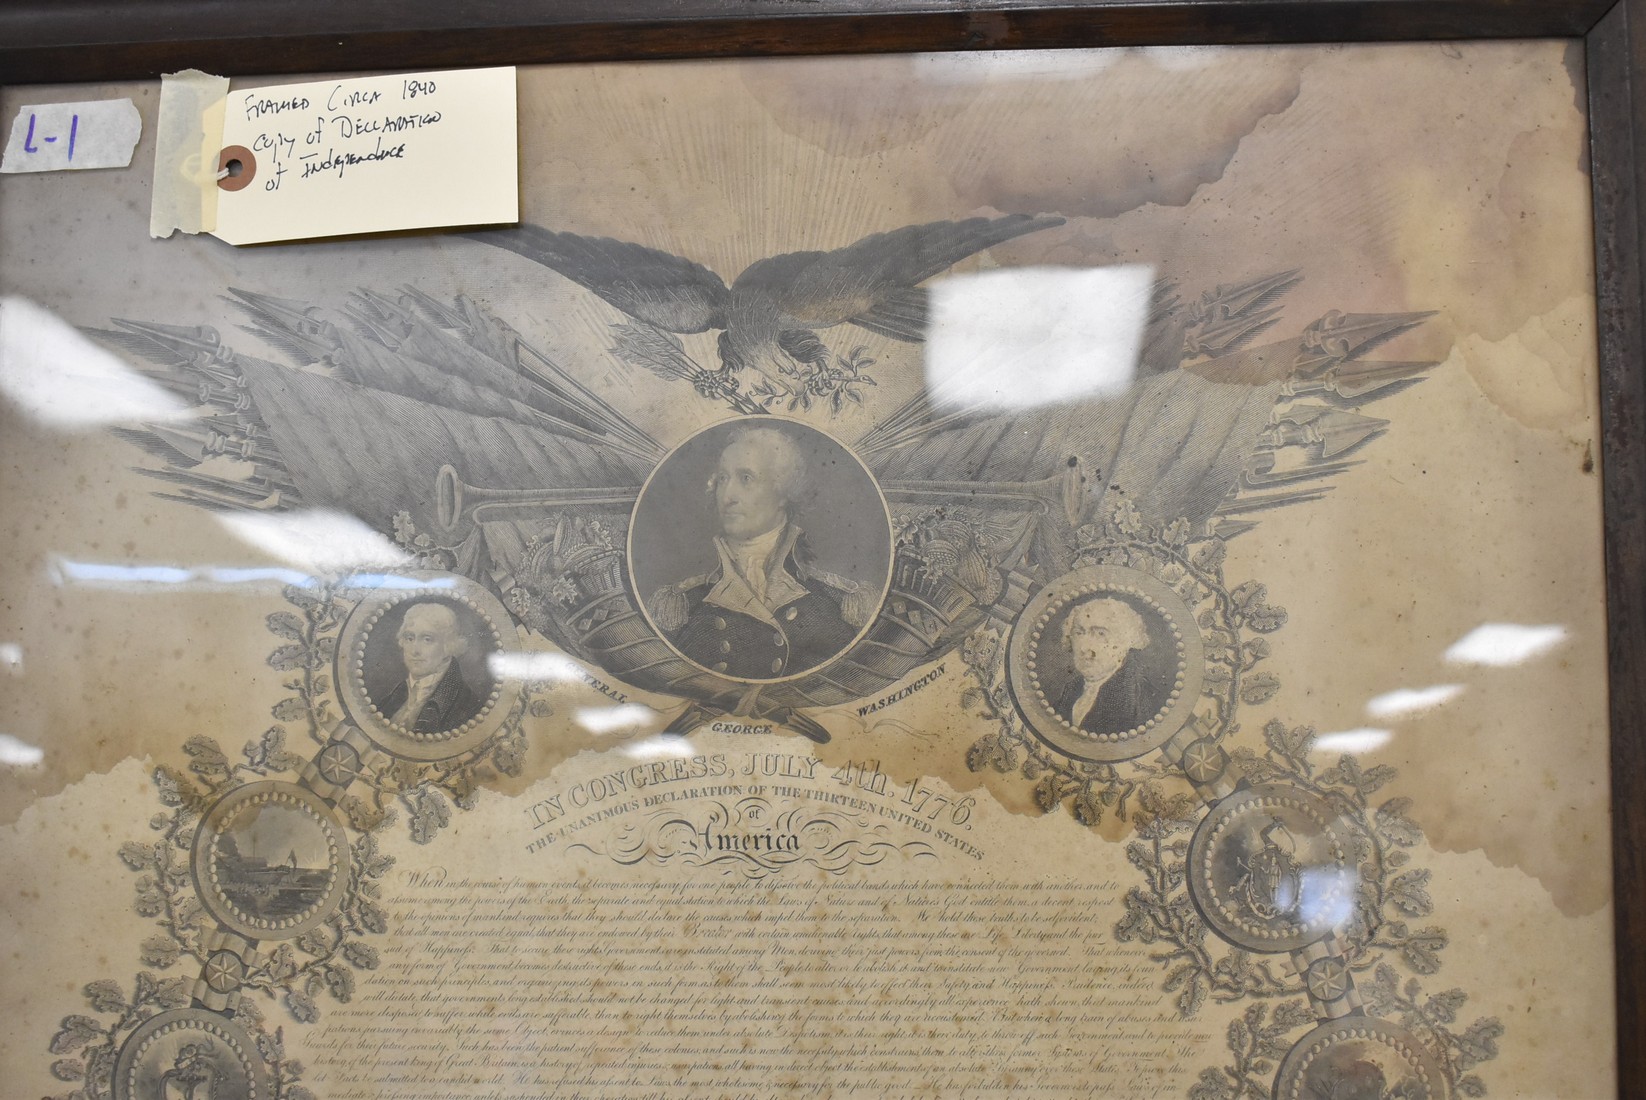 L-1
FRAMED CIRCA 1840
COPY of DECLARATION
of INdependence
GENERAL
GEORGE
WASHINGTON
IN CONGRESS, JULY 4th. 1776.
THE UNANIMOUS DECLARATION OF THE THIRTEEN UNITED STATES
of
America
When in the course of human events, it becomes necessary, for one people to dissolve the political bands which have connected them with another, and to
assume among the powers of the Earth, the separate and equal station to which the Laws of Nature and of Nature's God entitle them, a decent respect
to the opinions of mankind requires that they should declare the causes which impel them to the separation. We hold these truths to be self evident;
that all men are created equal, that they are endowed by their Creator with certain unalienable rights, that among these are Life, Liberty and the pur
suit of Happiness. That to secure these rights Governments are instituted among Men, deriving their just powers from the consent of the governed. That whenever
any form of Government becomes destructive of these ends, it is the Right of the People to alter or to abolish it and to institute new Government, laying its foun
dation on such principles, and organizing its powers in such form, as to them shall seem most likely to effect their Safety and Happiness. Prudence, indeed,
will dictate that governments long established should not be changed for light and transient causes and accordingly all experience hath shewn, that mankind
are more disposed to suffer, while evils are sufferable, than to right themselves by abolishing the forms to which they are accustomed. But when a long train of abuses and usur
pations, pursuing invariably the same Object, evinces a design to reduce them under absolute Despotism, it is their right, it is their duty, to throw off such Government, and to provide new
Guards for their future security. Such has been the patient sufferance of these colonies, and such is now the necessity which constrains them to alter their former Systems of Government. The
history of the present king of Great Britain, is a history of repeated injuries & usurpations, all having in direct object the establishment of an absolute Tyranny over these States. To prove this
let Facts be submitted to a candid world. He has refused his assent to Laws, the most wholesome & necessary for the public good. He has forbidden his Governors to pass Laws of im
mediate & pressing importance, unless suspended in their operation till his assent